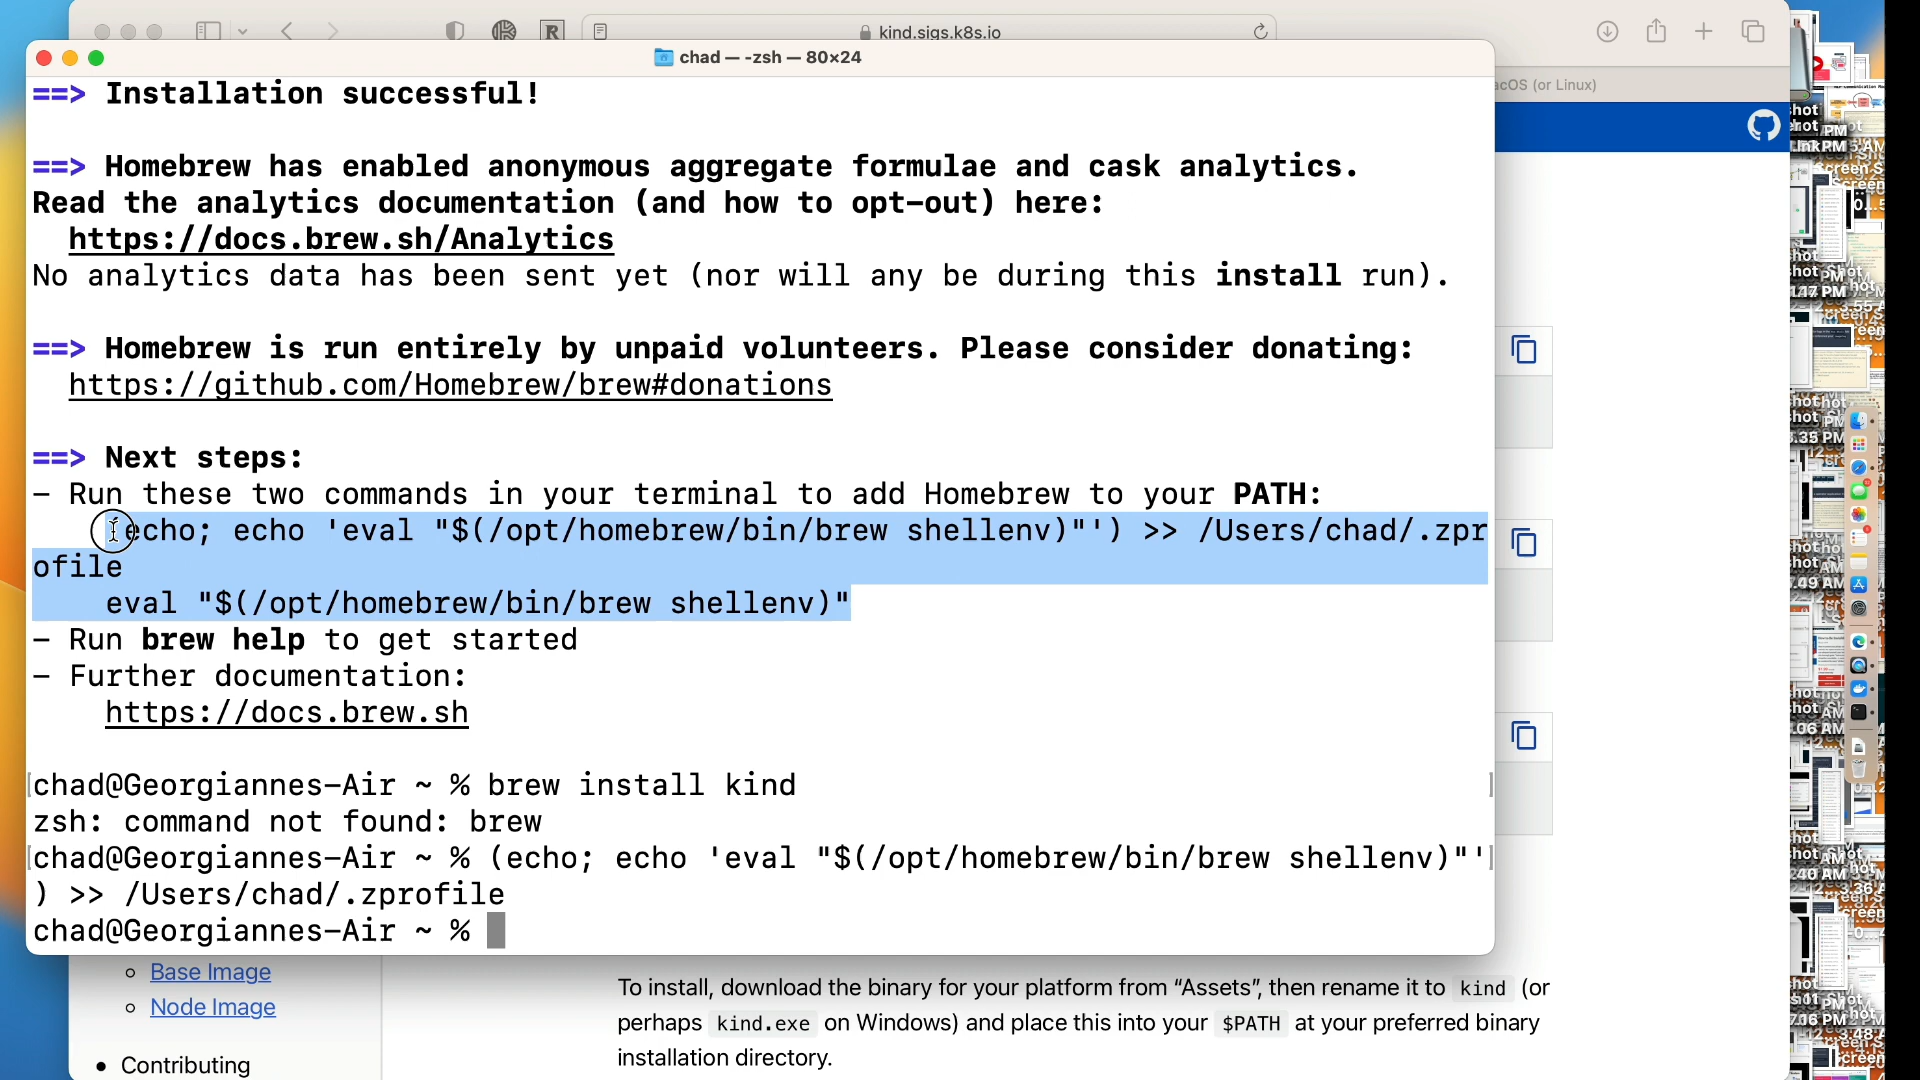 kind.sigs.k8s.io
chad — -zsh — 80×24
acOS (or Linux)
==> Installation successful!
==> Homebrew has enabled anonymous aggregate formulae and cask analytics.
Read the analytics documentation (and how to opt-out) here:
https://docs.brew.sh/Analytics
No analytics data has been sent yet (nor will any be during this install run).
==> Homebrew is run entirely by unpaid volunteers. Please consider donating:
https://github.com/Homebrew/brew#donations
==> Next steps:
- Run these two commands in your terminal to add Homebrew to your PATH:
(echo; echo 'eval "$(/opt/homebrew/bin/brew shellenv)"') >> /Users/chad/.zpr
ofile
eval "$(/opt/homebrew/bin/brew shellenv)"
- Run brew help to get started
- Further documentation:
https://docs.brew.sh
chad@Georgiannes-Air ~ % brew install kind
zsh: command not found: brew
chad@Georgiannes-Air ~ % (echo; echo 'eval "$(/opt/homebrew/bin/brew shellenv)"'
) >> /Users/chad/.zprofile
chad@Georgiannes-Air ~ %
Base Image
Node Image
Contributing
To install, download the binary for your platform from “Assets”, then rename it to kind (or
perhaps kind.exe on Windows) and place this into your $PATH at your preferred binary
installation directory.